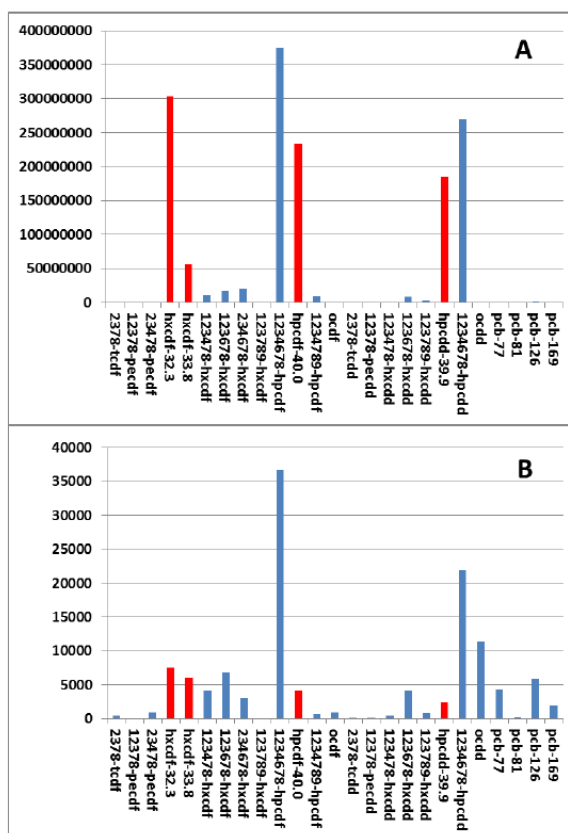 A
400000000
350000000
300000000
250000000
200000000
150000000
100000000
50000000
0
2378-tcdf
12378-pecdf
23478-pecdf
hxcdf-32.3
hxcdf-33.8
123478-hxcdf
123678-hxcdf
234678-hxcdf
123789-hxcdf
1234678-hpcdf
hpcdf-40.0
1234789-hpcdf
ocdf
2378-tcdd
12378-pecdd
123478-hxcdd
123678-hxcdd
123789-hxcdd
hpcdd-39.9
1234678-hpcdd
ocdd
pcb-77
pcb-81
pcb-126
pcb-169
B
40000
35000
30000
25000
20000
15000
10000
5000
0
2378-tcdf
12378-pecdf
23478-pecdf
hxcdf-32.3
hxcdf-33.8
123478-hxcdf
123678-hxcdf
234678-hxcdf
123789-hxcdf
1234678-hpcdf
hpcdf-40.0
1234789-hpcdf
ocdf
2378-tcdd
12378-pecdd
123478-hxcdd
123678-hxcdd
123789-hxcdd
hpcdd-39.9
1234678-hpcdd
ocdd
pcb-77
pcb-81
pcb-126
pcb-169